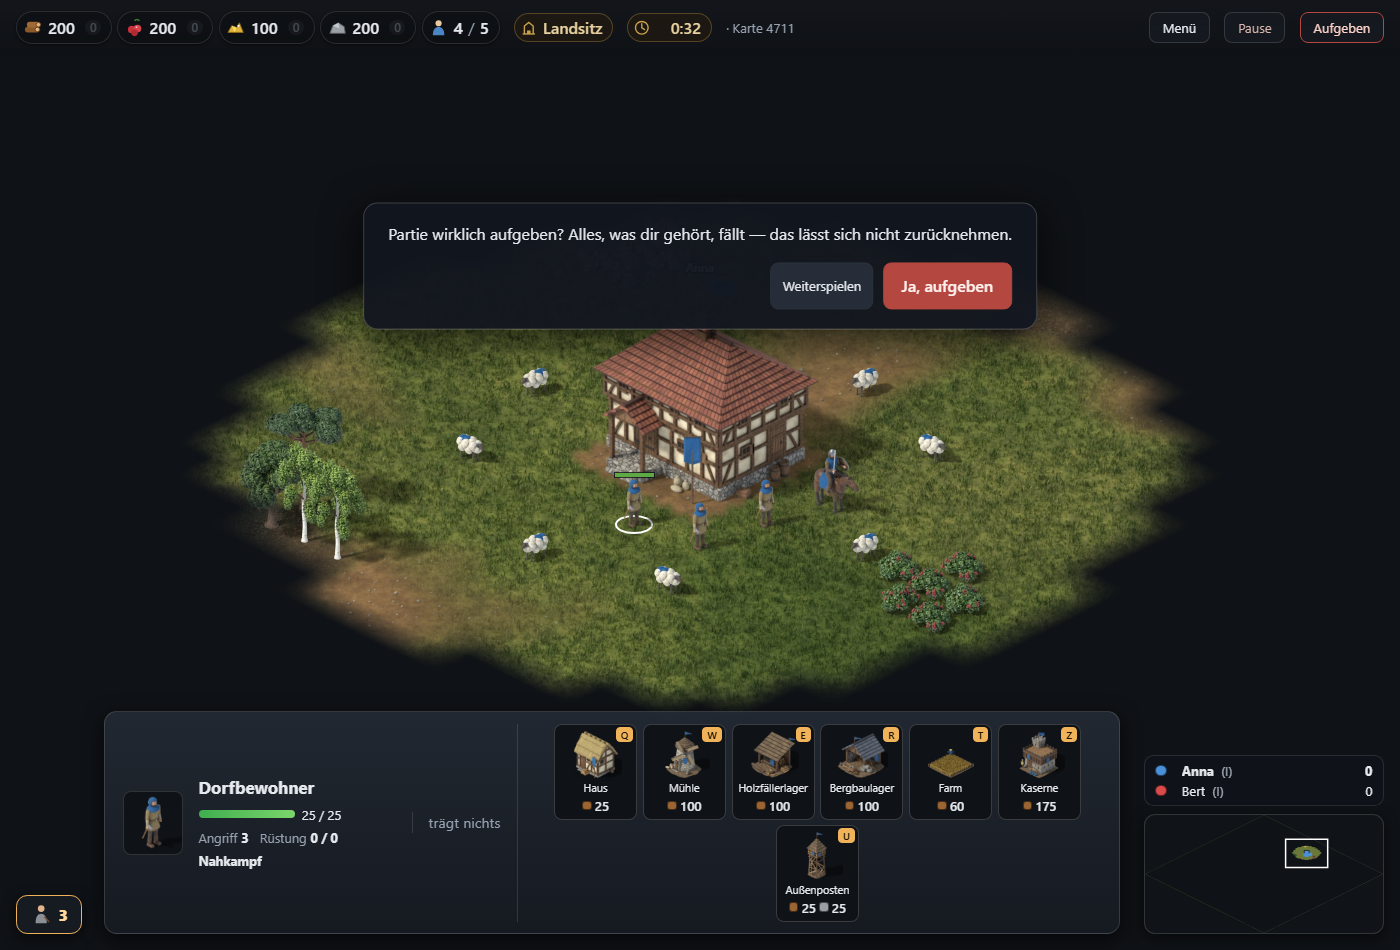 200 0 200 0 100 0 200 0 4 / 5 Landsitz 0:32 · Karte 4711 Menü Pause Aufgeben
Partie wirklich aufgeben? Alles, was dir gehört, fällt — das lässt sich nicht zurücknehmen.
Anna
Weiterspielen Ja, aufgeben
Dorfbewohner
25 / 25
Angriff 3 Rüstung 0 / 0
Nahkampf
trägt nichts
Q W E R T Z
Haus Mühle Holzfällerlager Bergbaulager Farm Kaserne
25 100 100 100 60 175
U
Außenposten
25 25
Anna (I) 0
Bert (I) 0
3